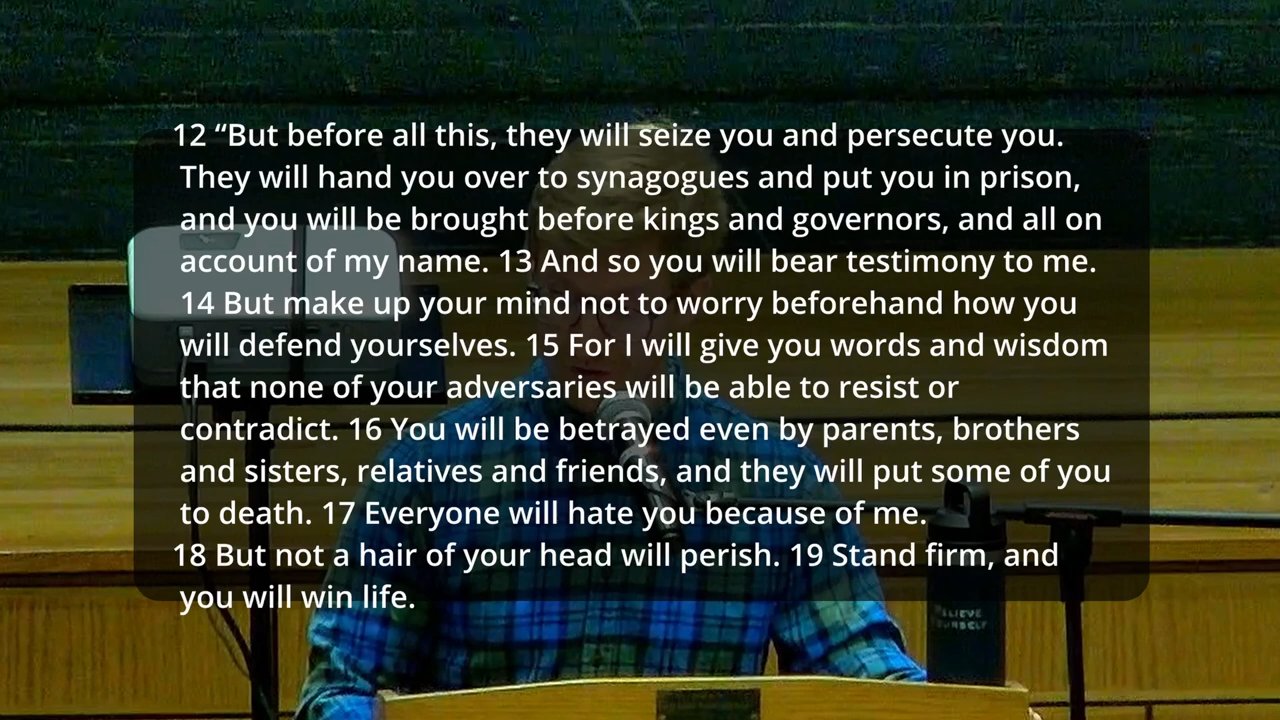 12 “But before all this, they will seize you and persecute you.
They will hand you over to synagogues and put you in prison,
and you will be brought before kings and governors, and all on
account of my name. 13 And so you will bear testimony to me.
14 But make up your mind not to worry beforehand how you
will defend yourselves. 15 For I will give you words and wisdom
that none of your adversaries will be able to resist or
contradict. 16 You will be betrayed even by parents, brothers
and sisters, relatives and friends, and they will put some of you
to death. 17 Everyone will hate you because of me.
18 But not a hair of your head will perish. 19 Stand firm, and
you will win life.